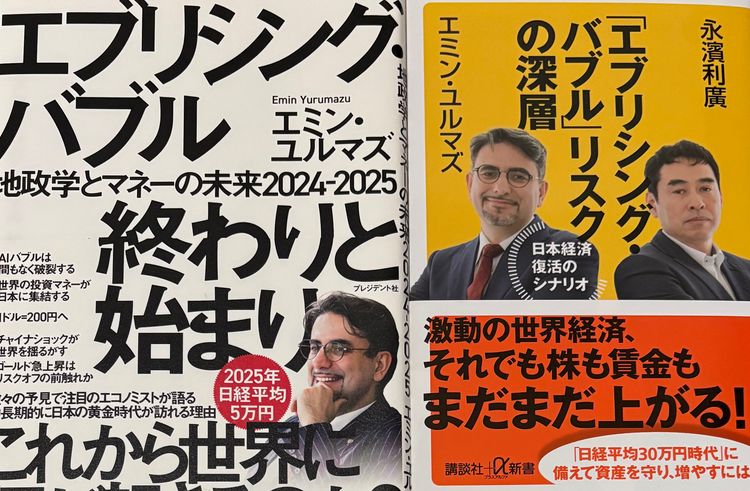 エブリシング・
バブル
Emin Yurumazu
エミン・
ユルマズ
地政学とマネーの未来2024-2025
終わりと
始まり
プレジデント社
AIバブルは
間もなく破裂する
世界の投資マネーが
日本に集結する
ドル=200円へ
チャイナショックが
世界を揺るがす
ゴールド急上昇は
リスクオフの前触れか
々の予見で注目のエコノミストが語る
中長期的に日本の黄金時代が訪れる理由
2025年
日経平均
5万円
これから世界に
永濱利廣
「エブリシング・
バブル」リスク
の深層
エミン・ユルマズ
日本経済
復活の
シナリオ
激動の世界経済、
それでも株も賃金も
まだまだ上がる!
講談社+α新書
プラスアルファ
「日経平均30万円時代」に
備えて資産を守り、増やすには